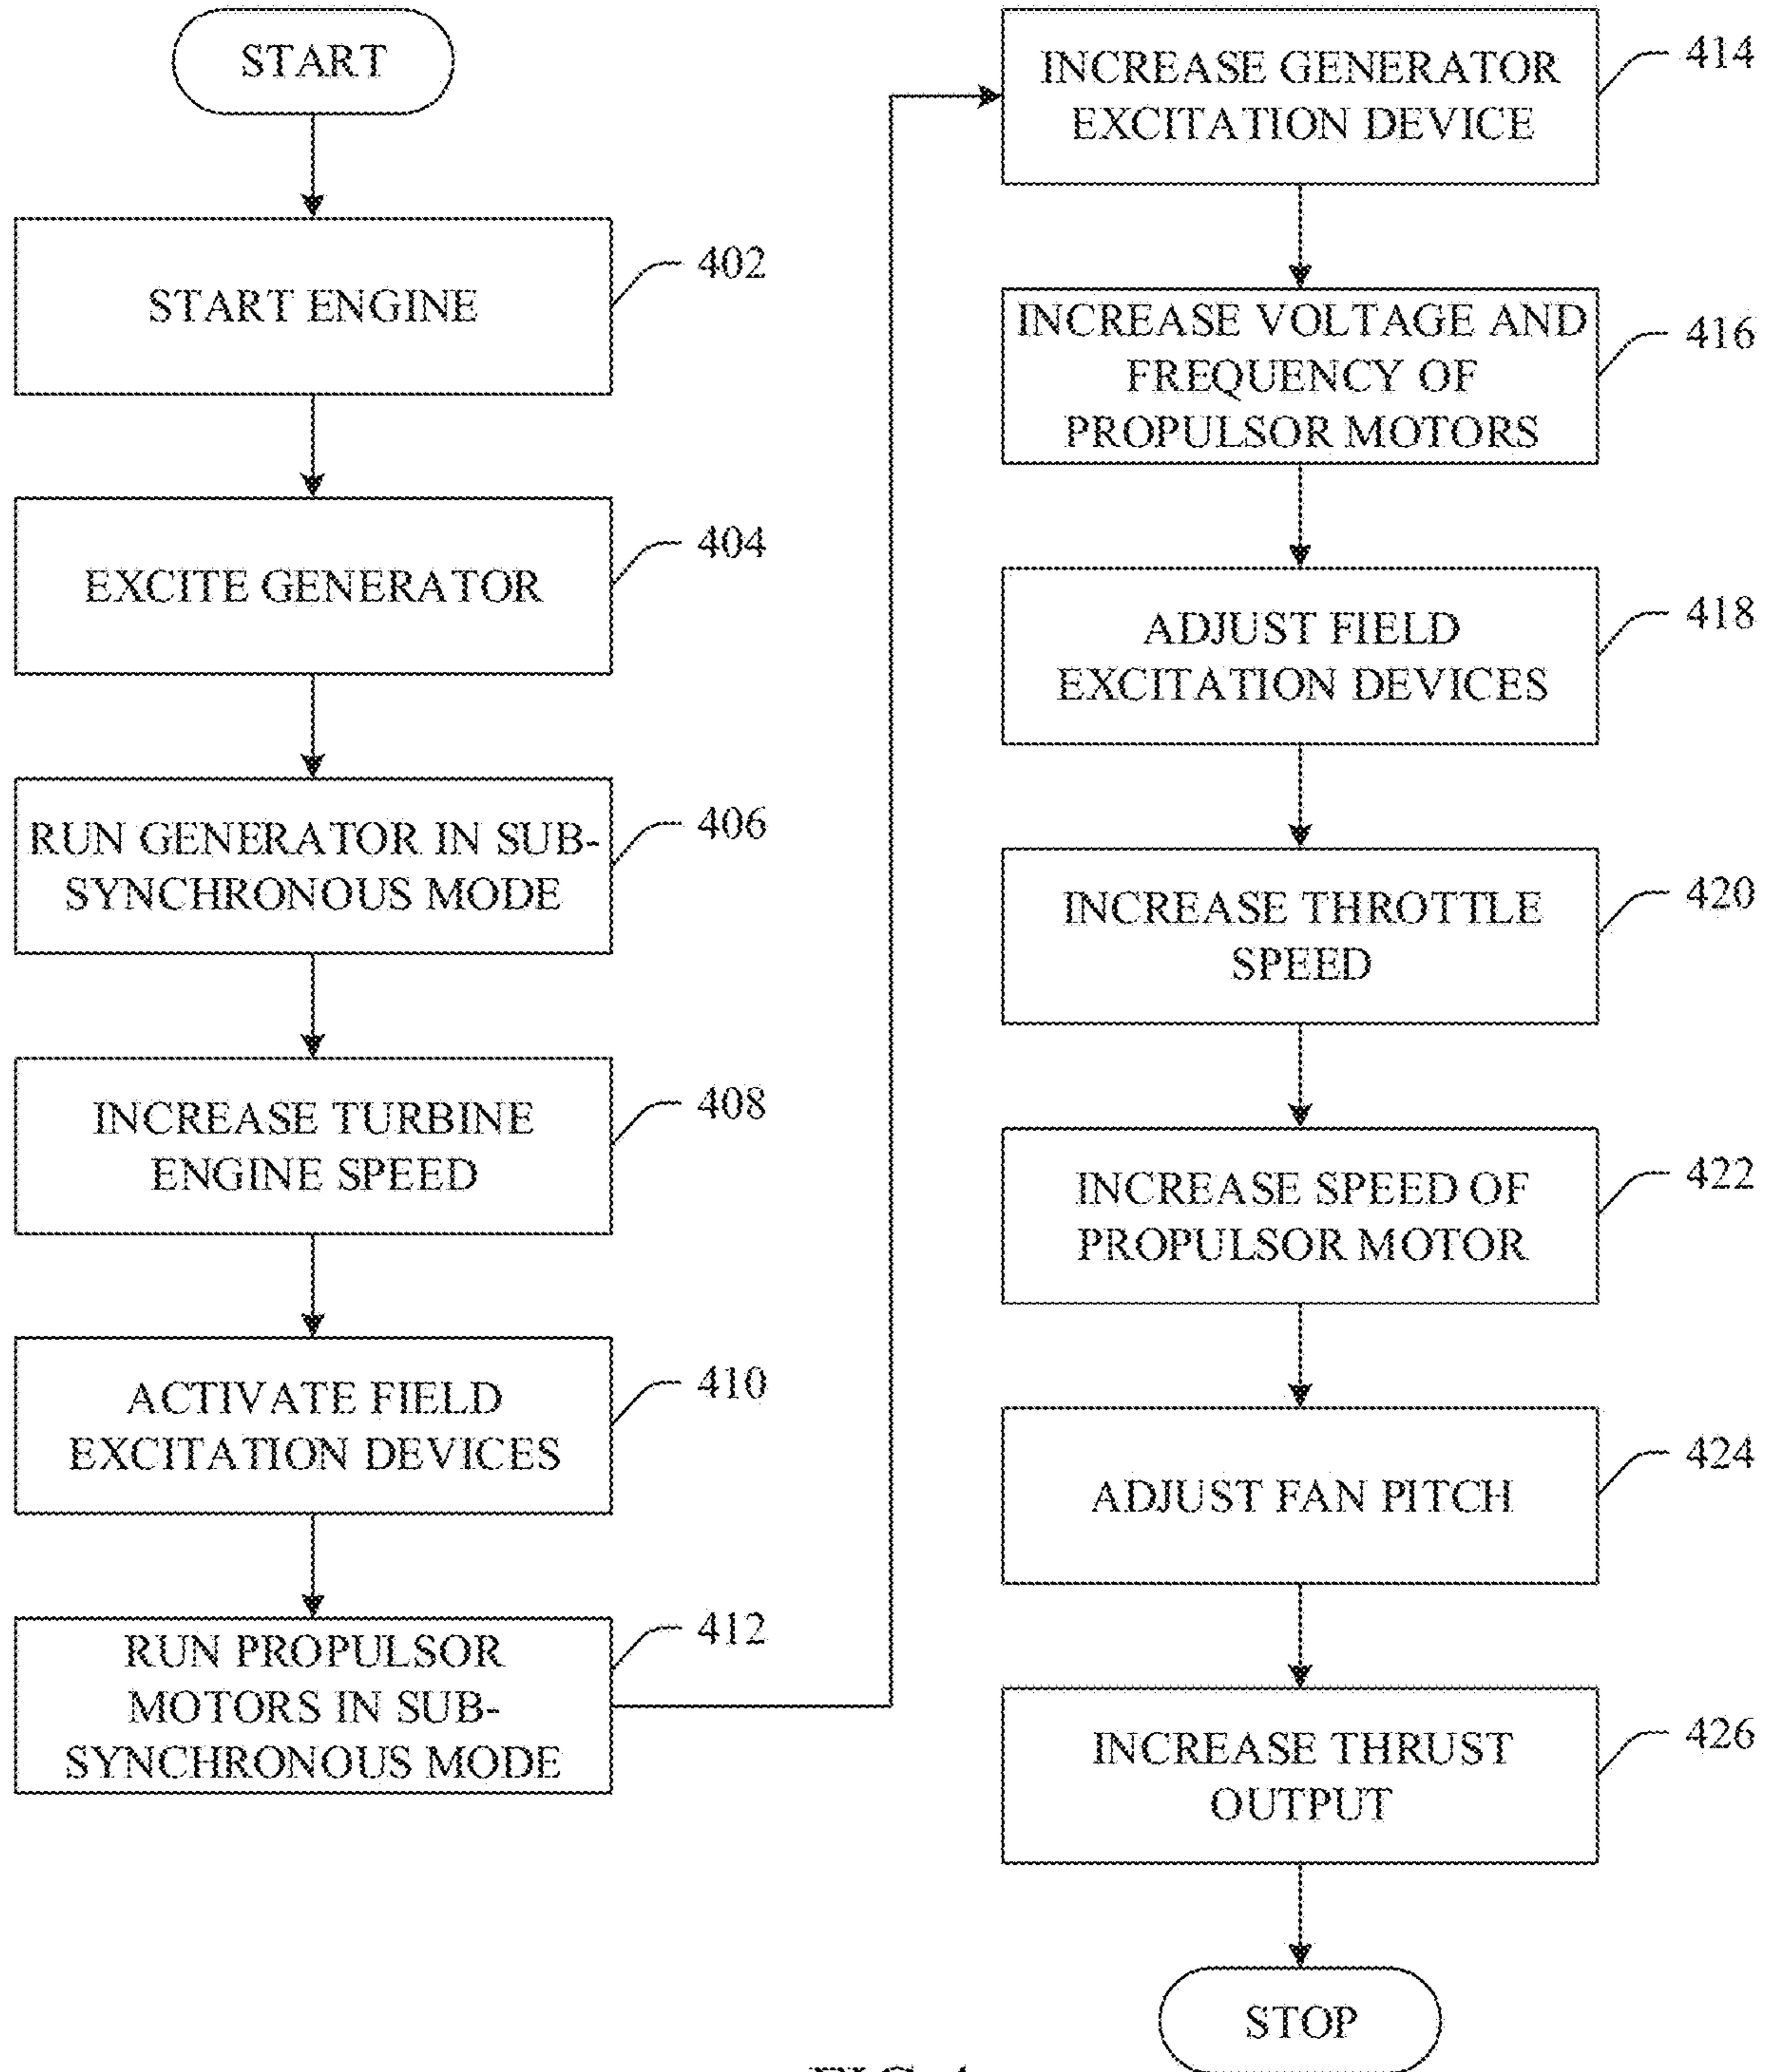 START
START ENGINE
402
EXCITE GENERATOR
404
RUN GENERATOR IN SUB-
SYNCHRONOUS MODE
406
INCREASE TURBINE
ENGINE SPEED
408
ACTIVATE FIELD
EXCITATION DEVICES
410
RUN PROPULSOR
MOTORS IN SUB-
SYNCHRONOUS MODE
412
INCREASE GENERATOR
EXCITATION DEVICE
414
INCREASE VOLTAGE AND
FREQUENCY OF
PROPULSOR MOTORS
416
ADJUST FIELD
EXCITATION DEVICES
418
INCREASE THROTTLE
SPEED
420
INCREASE SPEED OF
PROPULSOR MOTOR
422
ADJUST FAN PITCH
424
INCREASE THRUST
OUTPUT
426
STOP